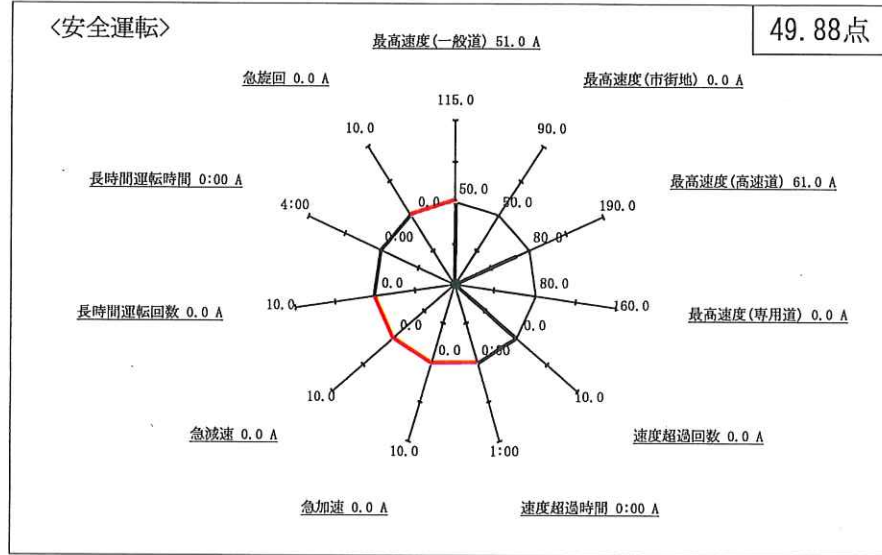 <安全運転>
49.88点
最高速度(一般道) 51.0 A
急旋回 0.0 A
最高速度(市街地) 0.0 A
115.0
10.0
90.0
長時間運転時間 0:00 A
最高速度(高速道) 61.0 A
4:00
190.0
50.0
0.0
50.0
0:00
80.0
0.0
80.0
長時間運転回数 0.0 A
10.0
160.0
最高速度(専用道) 0.0 A
0.0
0.0
0.0
0:00
10.0
10.0
急減速 0.0 A
速度超過回数 0.0 A
10.0
1:00
急加速 0.0 A
速度超過時間 0:00 A